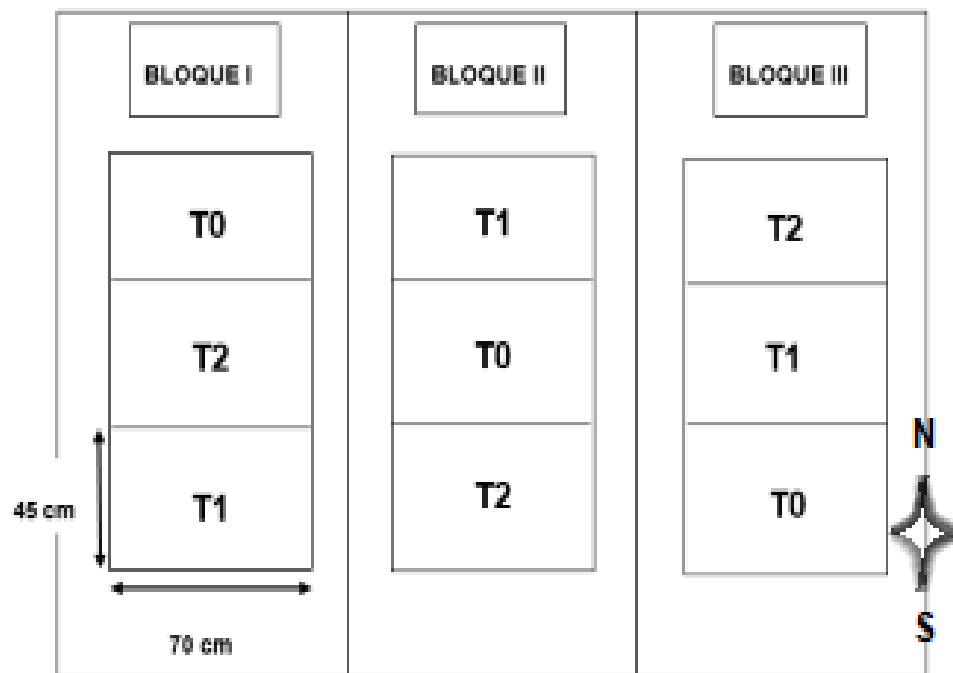 BLOQUE I
BLOQUE II
BLOQUE III
T0
T1
T2
T2
T0
T1
N
45 cm
T1
T2
T0
70 cm
S